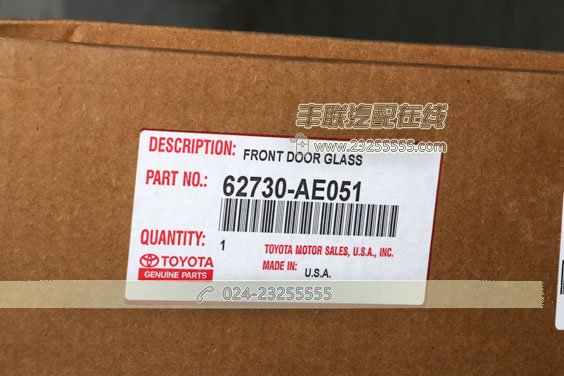 丰联汽配在线
www.23255555.com
DESCRIPTION: FRONT DOOR GLASS
PART NO.: 62730-AE051
QUANTITY: 1
TOYOTA MOTOR SALES, U.S.A., INC.
TOYOTA
GENUINE PARTS
MADE IN: U.S.A.
024-23255555